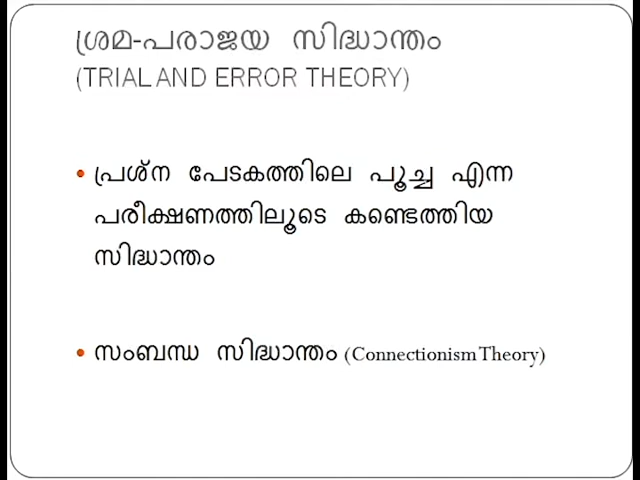 ശ്രമ-പരാജയ സിദ്ധാന്തം
(TRIAL AND ERROR THEORY)
• പ്രശ്ന പേടകത്തിലെ പൂച്ച എന്ന
പരീക്ഷണത്തിലൂടെ കണ്ടെത്തിയ
സിദ്ധാന്തം
• സംബന്ധ സിദ്ധാന്തം (Connectionism Theory)